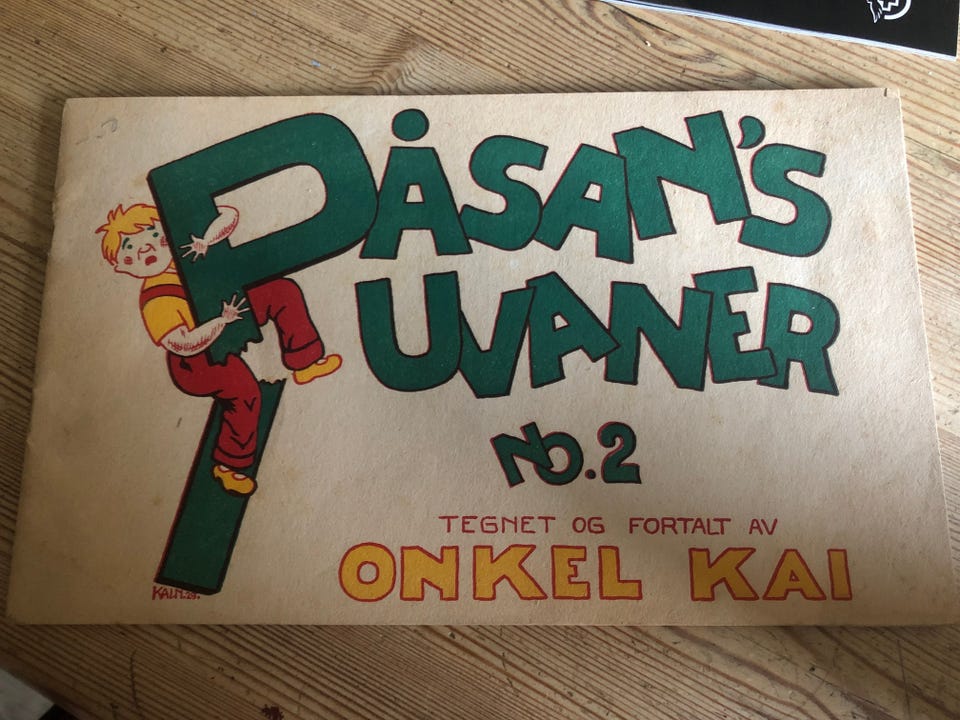 PÅSAN'S
UVANER
NO.2
TEGNET OG FORTALT AV
ONKEL KAI